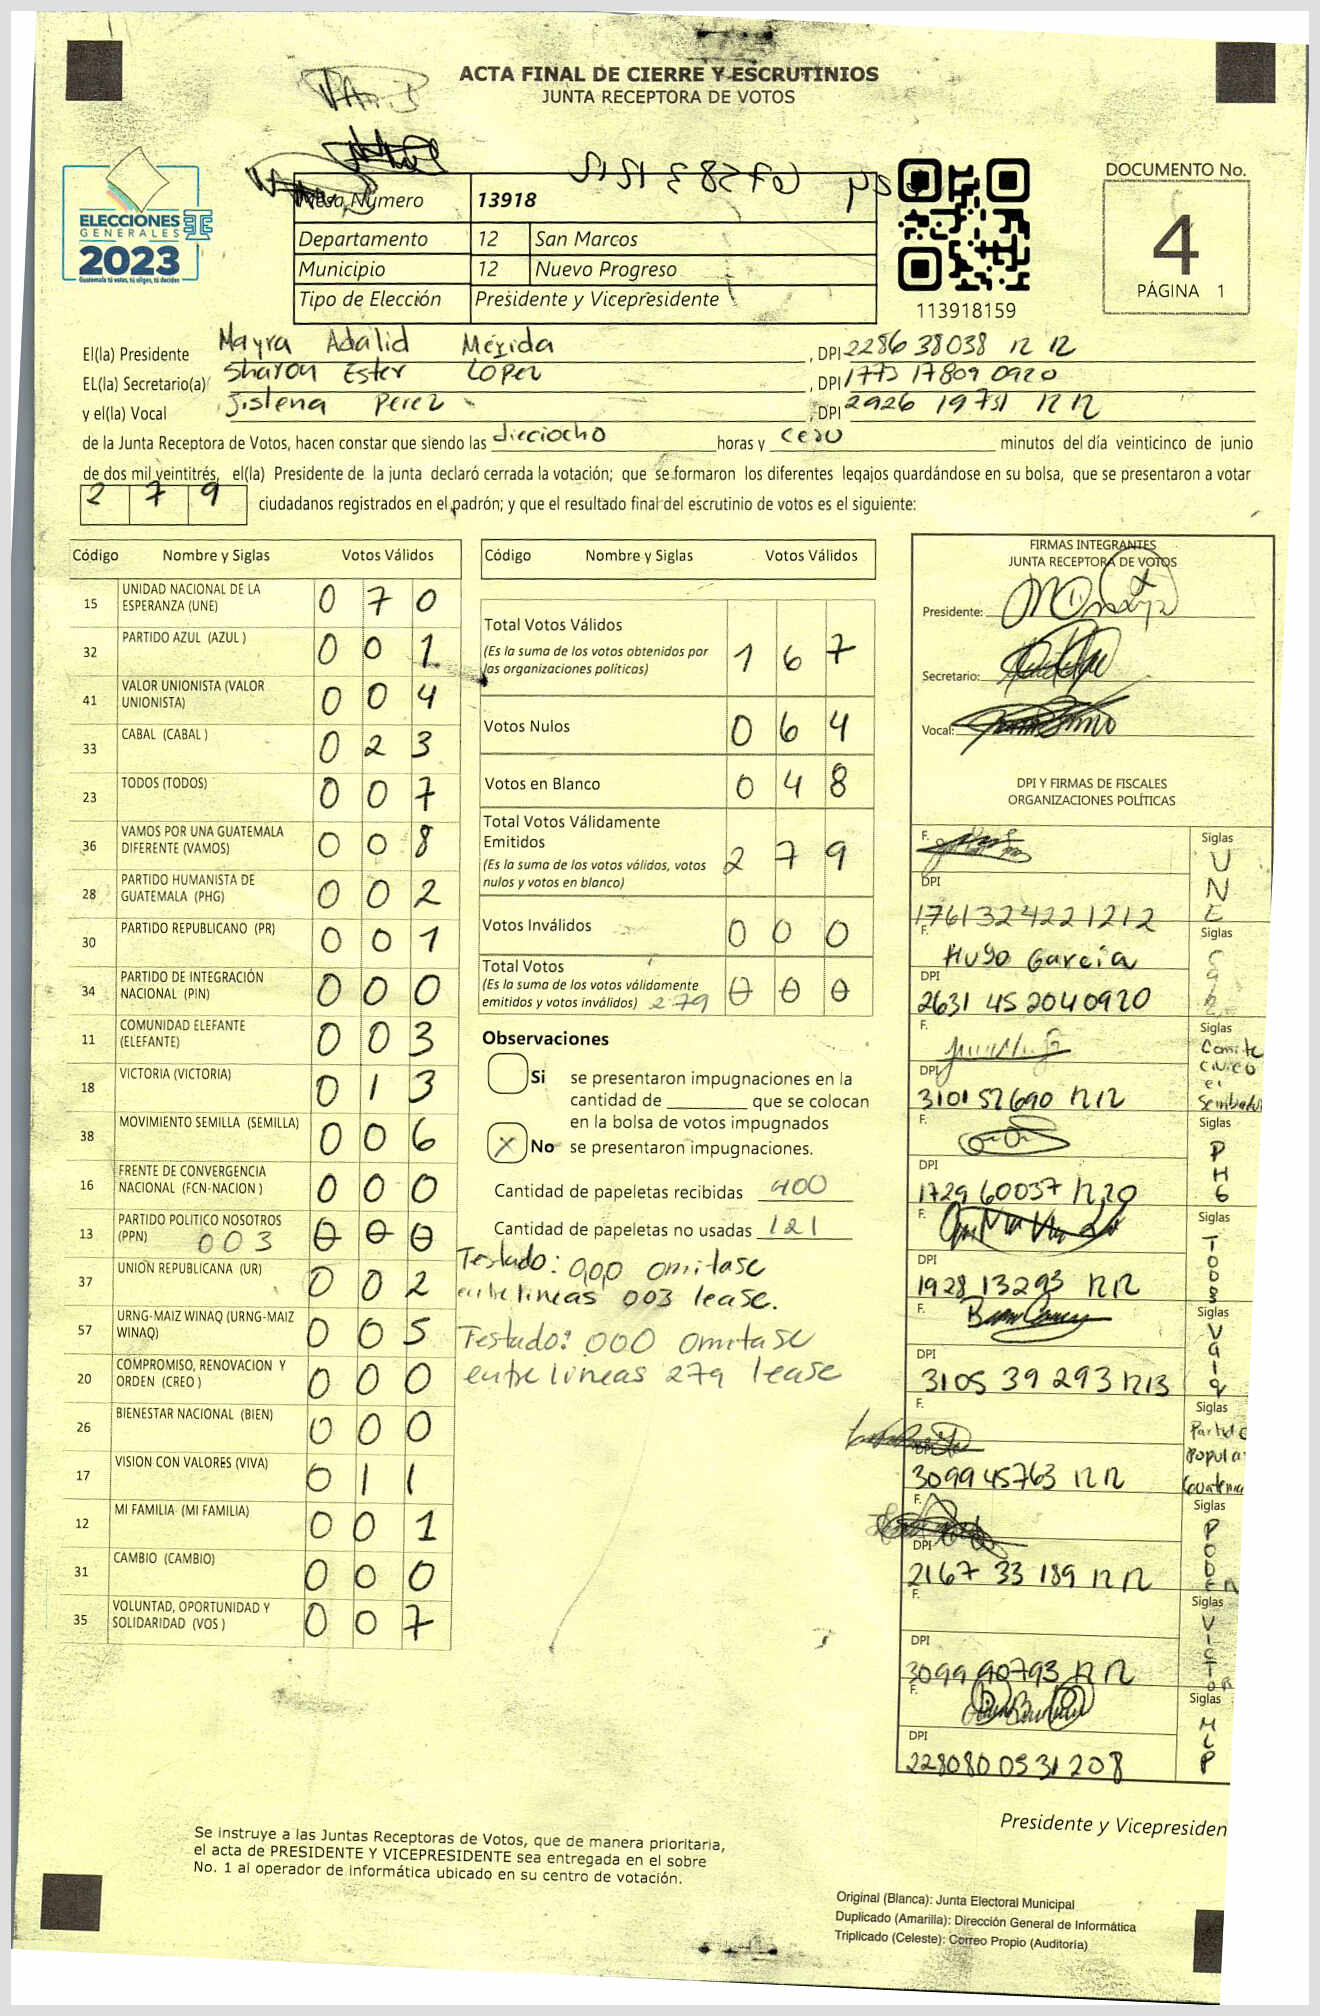 ACTA FINAL DE CIERRE Y ESCRUTINIOS
JUNTA RECEPTORA DE VOTOS
ELECCIONES
GENERALES
2023
Guatemala tú votas, tú eliges, tú decides
Mesa Número 13918
Departamento 12 San Marcos
Municipio 12 Nuevo Progreso
Tipo de Elección Presidente y Vicepresidente
113918159
DOCUMENTO No.
4
PÁGINA 1
El(la) Presidente Mayra Adalid Mérida , DPI 2286 38038 12 12
EL(la) Secretario(a) Sharon Ester López , DPI 1773 17809 0920
y el(la) Vocal Jislena Perez , DPI 2926 19751 12 12
de la Junta Receptora de Votos, hacen constar que siendo las dieciocho horas y cero minutos del día veinticinco de junio
de dos mil veintitrés, el(la) Presidente de la junta declaró cerrada la votación; que se formaron los diferentes legajos quardándose en su bolsa, que se presentaron a votar
2 7 9 ciudadanos registrados en el padrón; y que el resultado final del escrutinio de votos es el siguiente:
Código Nombre y Siglas Votos Válidos
15 UNIDAD NACIONAL DE LA ESPERANZA (UNE) 0 7 0
32 PARTIDO AZUL (AZUL ) 0 0 1
41 VALOR UNIONISTA (VALOR UNIONISTA) 0 0 4
33 CABAL (CABAL ) 0 2 3
23 TODOS (TODOS) 0 0 7
36 VAMOS POR UNA GUATEMALA DIFERENTE (VAMOS) 0 0 8
28 PARTIDO HUMANISTA DE GUATEMALA (PHG) 0 0 2
30 PARTIDO REPUBLICANO (PR) 0 0 1
34 PARTIDO DE INTEGRACIÓN NACIONAL (PIN) 0 0 0
11 COMUNIDAD ELEFANTE (ELEFANTE) 0 0 3
18 VICTORIA (VICTORIA) 0 1 3
38 MOVIMIENTO SEMILLA (SEMILLA) 0 0 6
16 FRENTE DE CONVERGENCIA NACIONAL (FCN-NACION ) 0 0 0
13 PARTIDO POLITICO NOSOTROS (PPN) 003 0 0 0
37 UNION REPUBLICANA (UR) 0 0 2
57 URNG-MAIZ WINAQ (URNG-MAIZ WINAQ) 0 0 5
20 COMPROMISO, RENOVACION Y ORDEN (CREO ) 0 0 0
26 BIENESTAR NACIONAL (BIEN) 0 0 0
17 VISION CON VALORES (VIVA) 0 1 1
12 MI FAMILIA (MI FAMILIA) 0 0 1
31 CAMBIO (CAMBIO) 0 0 0
35 VOLUNTAD, OPORTUNIDAD Y SOLIDARIDAD (VOS ) 0 0 7
Código Nombre y Siglas Votos Válidos
Total Votos Válidos
(Es la suma de los votos obtenidos por
las organizaciones políticas) 1 6 7
Votos Nulos 0 6 4
Votos en Blanco 0 4 8
Total Votos Válidamente
Emitidos
(Es la suma de los votos válidos, votos
nulos y votos en blanco) 2 7 9
Votos Inválidos 0 0 0
Total Votos
(Es la suma de los votos válidamente
emitidos y votos inválidos) 279 0 0 0
Observaciones
Si se presentaron impugnaciones en la
cantidad de ________ que se colocan
en la bolsa de votos impugnados
X No se presentaron impugnaciones.
Cantidad de papeletas recibidas 400
Cantidad de papeletas no usadas 121
Testado: 000 omitase
entre lineas 003 lease.
Testado: 000 omitase
entre lineas 279 lease
FIRMAS INTEGRANTES
JUNTA RECEPTORA DE VOTOS
Presidente:
Secretario:
Vocal:
DPI Y FIRMAS DE FISCALES
ORGANIZACIONES POLÍTICAS
F. Siglas UNE
DPI
1761324221212
F. Hugo García Siglas
DPI
2631 45 204 0920
F. Siglas Comite Civico el Sembrador
DPI
3101 52690 12 12
F. Siglas PHG
DPI
1729 60037 12 20
F. Siglas TODOS
DPI
1928 13293 12 12
F. Siglas
DPI
3105 39 293 1213
F. Siglas Partido Popular Guatema
DPI
3099 45763 12 12
F. Siglas PODER
DPI
2167 33 189 12 12
F. Siglas VICTOR
DPI
3099 90793 12 12
F. Siglas MLP
DPI
228080 0531208
Presidente y Vicepresiden
Se instruye a las Juntas Receptoras de Votos, que de manera prioritaria,
el acta de PRESIDENTE Y VICEPRESIDENTE sea entregada en el sobre
No. 1 al operador de informática ubicado en su centro de votación.
Original (Blanca): Junta Electoral Municipal
Duplicado (Amarilla): Dirección General de Informática
Triplicado (Celeste): Correo Propio (Auditoría)